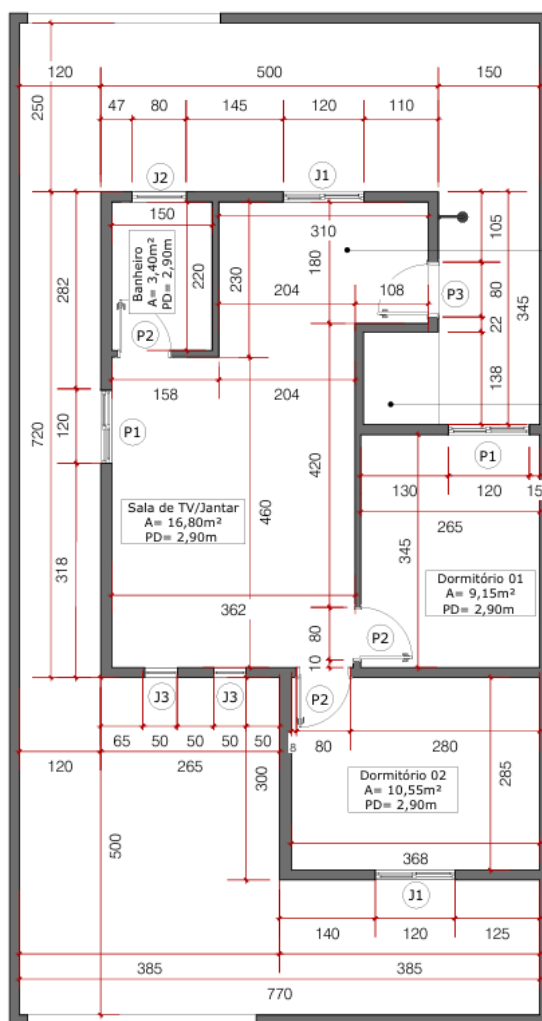 120
500
150
250
47
80
145
120
110
J2
J1
150
310
105
Banheiro
A= 3,40m²
PD= 2,90m
220
230
180
282
204
108
P3
80
345
22
P2
138
158
204
720
120
P1
P1
420
130
120
15
Sala de TV/Jantar
A= 16,80m²
PD= 2,90m
460
265
345
318
Dormitório 01
A= 9,15m²
PD= 2,90m
362
80
P2
10
J3
J3
P2
65
50
50
50
50
8
80
280
120
265
300
Dormitório 02
A= 10,55m²
PD= 2,90m
285
500
368
J1
140
120
125
385
385
770